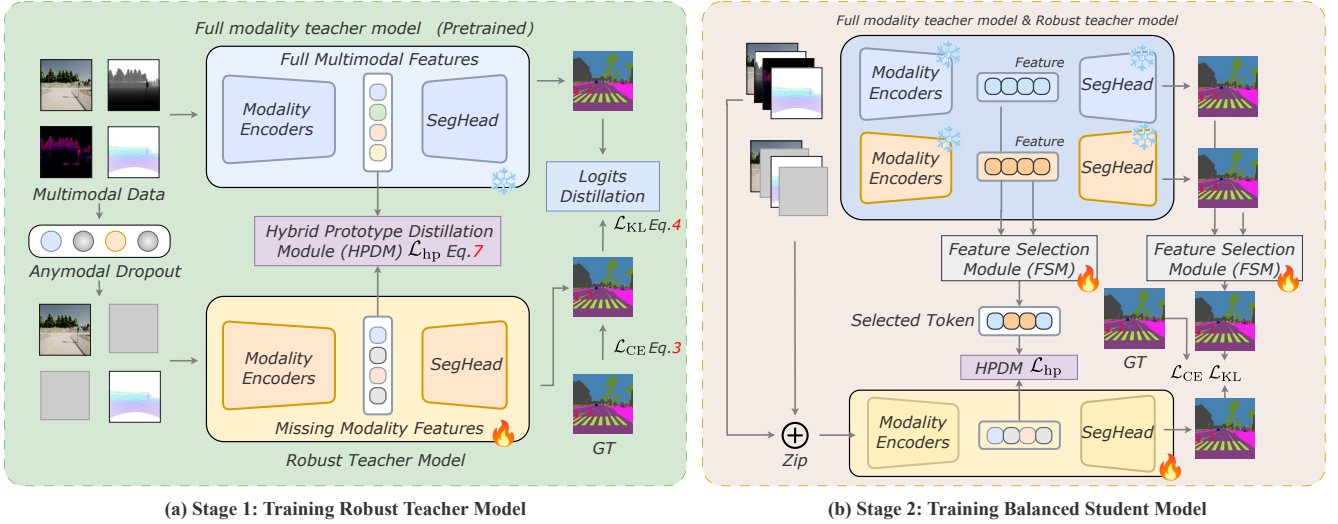 Full modality teacher model (Pretrained)
Full Multimodal Features
Modality
Encoders
SegHead
Multimodal Data
Anymodal Dropout
Logits
Distillation
Hybrid Prototype Distillation
Module (HPDM) ℒhp Eq.7
ℒKL Eq.4
Modality
Encoders
SegHead
Missing Modality Features
ℒCE Eq.3
GT
Robust Teacher Model
(a) Stage 1: Training Robust Teacher Model
Full modality teacher model & Robust teacher model
Modality
Encoders
Feature
SegHead
Modality
Encoders
Feature
SegHead
Feature Selection
Module (FSM)
Feature Selection
Module (FSM)
Selected Token
HPDM ℒhp
GT
ℒCE ℒKL
Modality
Encoders
SegHead
Zip
(b) Stage 2: Training Balanced Student Model